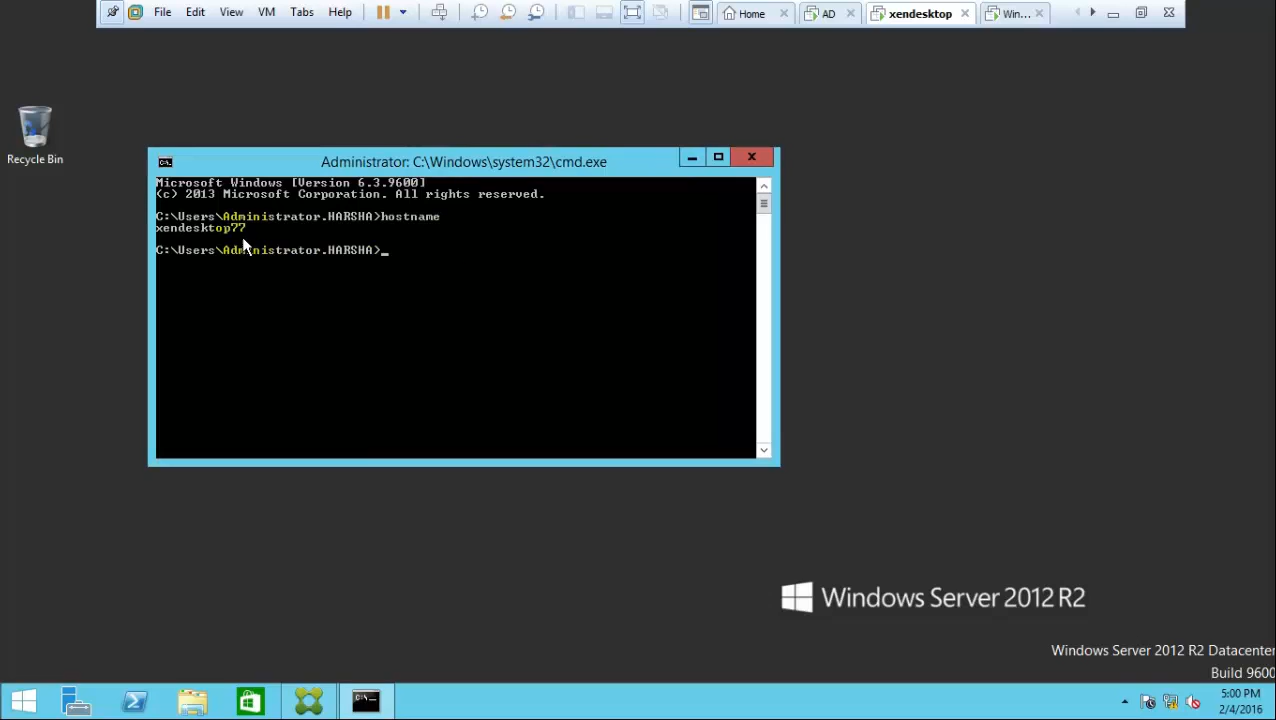 File Edit View VM Tabs Help Home AD xendesktop Win...
Recycle Bin
Administrator: C:\Windows\system32\cmd.exe
Microsoft Windows [Version 6.3.9600]
(c) 2013 Microsoft Corporation. All rights reserved.
C:\Users\Administrator.HARSHA>hostname
xendesktop77
C:\Users\Administrator.HARSHA>_
Windows Server 2012 R2
Windows Server 2012 R2 Datacenter
Build 9600
5:00 PM
2/4/2016